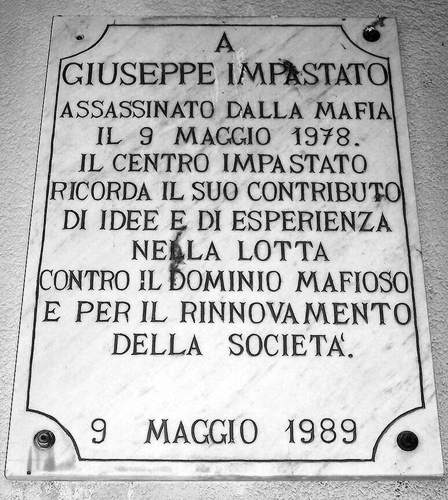 A
GIUSEPPE IMPASTATO
ASSASSINATO DALLA MAFIA
IL 9 MAGGIO 1978.
IL CENTRO IMPASTATO
RICORDA IL SUO CONTRIBUTO
DI IDEE E DI ESPERIENZA
NELLA LOTTA
CONTRO IL DOMINIO MAFIOSO
E PER IL RINNOVAMENTO
DELLA SOCIETÀ.
9 MAGGIO 1989